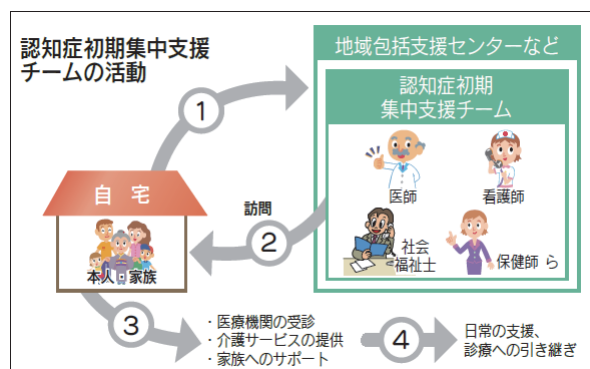 認知症初期集中支援
チームの活動
地域包括支援センターなど
認知症初期
集中支援チーム
医師
看護師
社会
福祉士
保健師 ら
1
自 宅
本人・家族
訪問
2
3
・医療機関の受診
・介護サービスの提供
・家族へのサポート
4
日常の支援、
診療への引き継ぎ